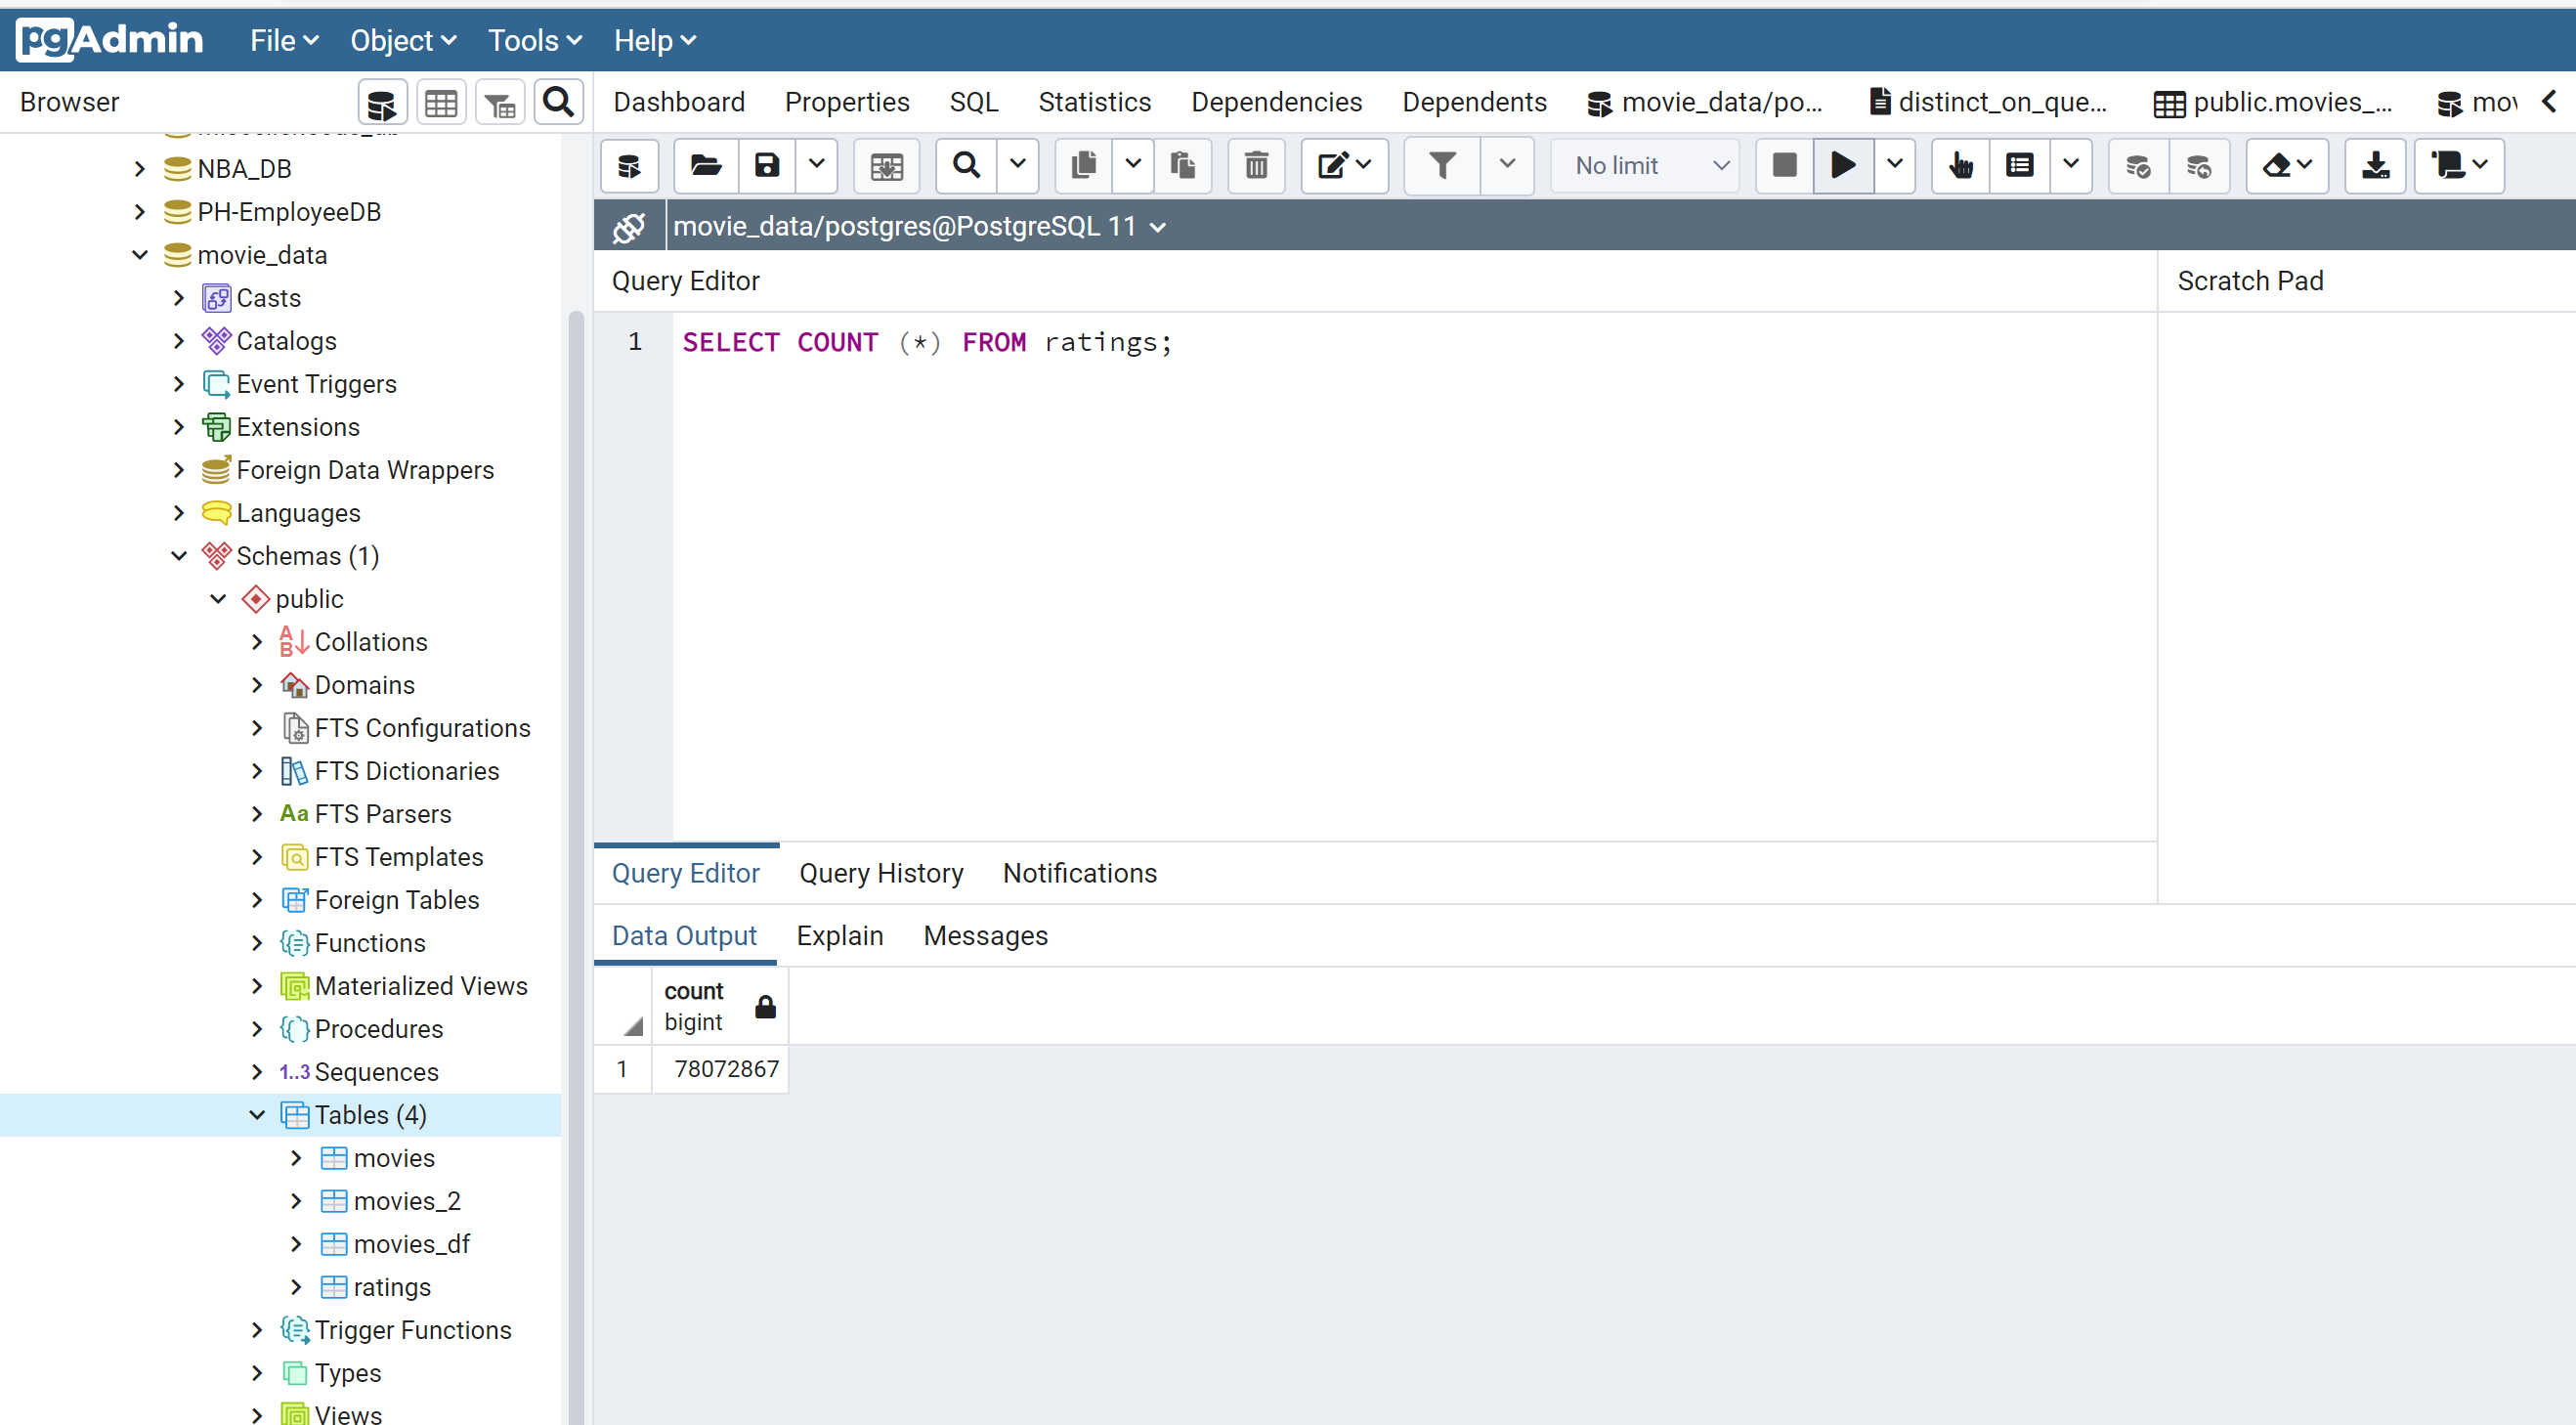 pgAdmin File Object Tools Help
Browser
Dashboard Properties SQL Statistics Dependencies Dependents movie_data/po... distinct_on_que... public.movies_...
NBA_DB
PH-EmployeeDB
movie_data
Casts
Catalogs
Event Triggers
Extensions
Foreign Data Wrappers
Languages
Schemas (1)
public
Collations
Domains
FTS Configurations
FTS Dictionaries
Aa FTS Parsers
FTS Templates
Foreign Tables
Functions
Materialized Views
Procedures
1..3 Sequences
Tables (4)
movies
movies_2
movies_df
ratings
Trigger Functions
Types
Views
No limit
movie_data/postgres@PostgreSQL 11
Query Editor
Scratch Pad
1 SELECT COUNT (*) FROM ratings;
Query Editor Query History Notifications
Data Output Explain Messages
count
bigint
1 78072867